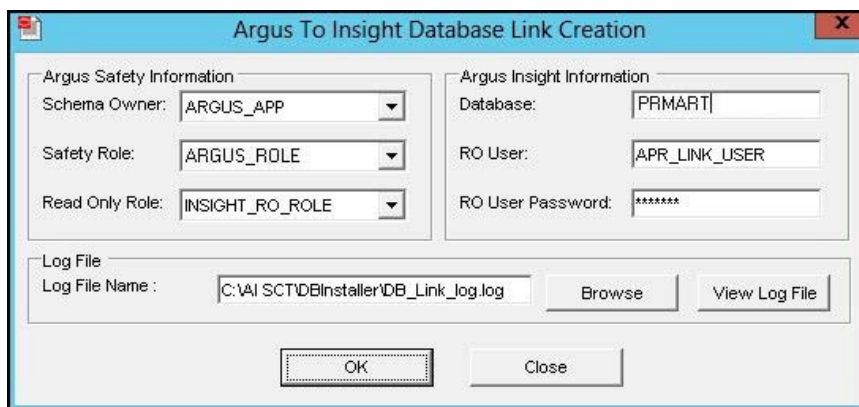 Argus To Insight Database Link Creation
x
Argus Safety Information
Schema Owner: ARGUS_APP
Safety Role: ARGUS_ROLE
Read Only Role: INSIGHT_RO_ROLE
Argus Insight Information
Database: PRMART
RO User: APR_LINK_USER
RO User Password: *******
Log File
Log File Name : C:\AI SCT\DBInstaller\DB_Link_log.log Browse View Log File
OK Close